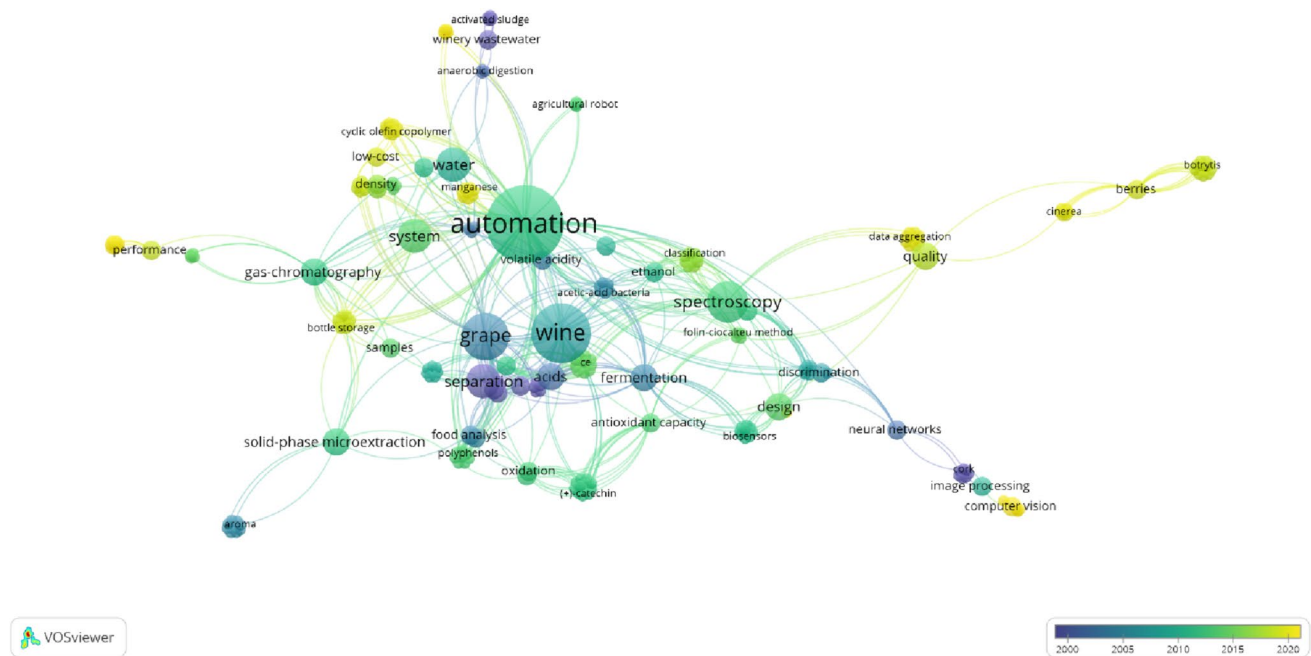 activated sludge
winery wastewater
anaerobic digestion
agricultural robot
cyclic olefin copolymer
low-cost
water
density
manganese
botrytis
berries
cinerea
automation
system
performance
gas-chromatography
volatile acidity
classification
ethanol
data aggregation
quality
acetic-acid bacteria
spectroscopy
bottle storage
grape
wine
folin-ciocalteu method
samples
ce
separation
acids
fermentation
discrimination
design
antioxidant capacity
neural networks
solid-phase microextraction
food analysis
biosensors
polyphenols
oxidation
(+)-catechin
cork
image processing
computer vision
aroma
VOSviewer
2000 2005 2010 2015 2020